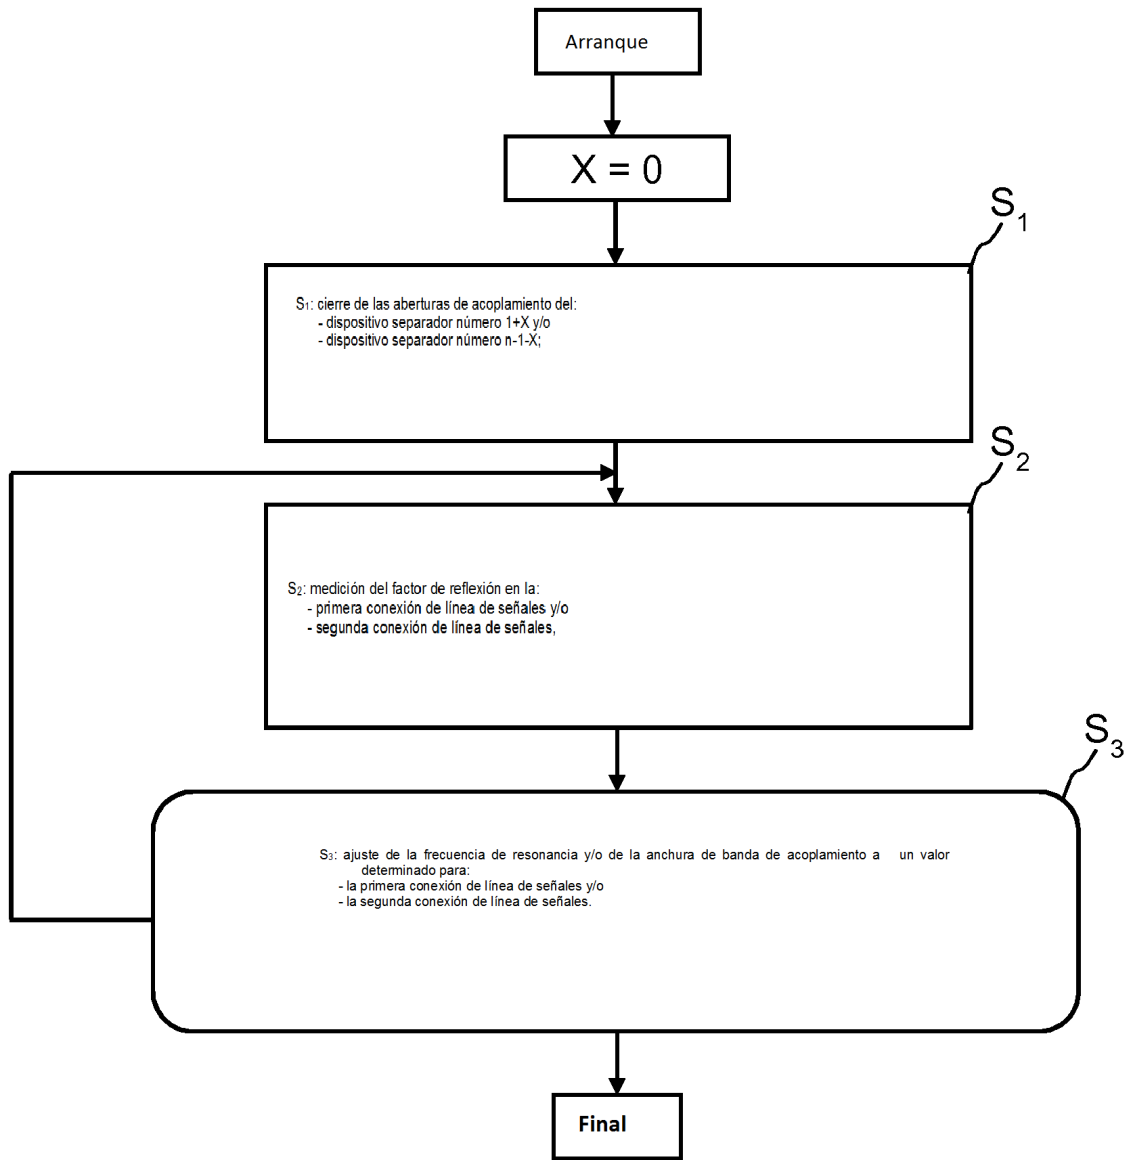 Arranque
X = 0
S1
S1: cierre de las aberturas de acoplamiento del:
- dispositivo separador número 1+X y/o
- dispositivo separador número n-1-X;
S2
S2: medición del factor de reflexión en la:
- primera conexión de línea de señales y/o
- segunda conexión de línea de señales,
S3
S3: ajuste de la frecuencia de resonancia y/o de la anchura de banda de acoplamiento a un valor
determinado para:
- la primera conexión de línea de señales y/o
- la segunda conexión de línea de señales.
Final